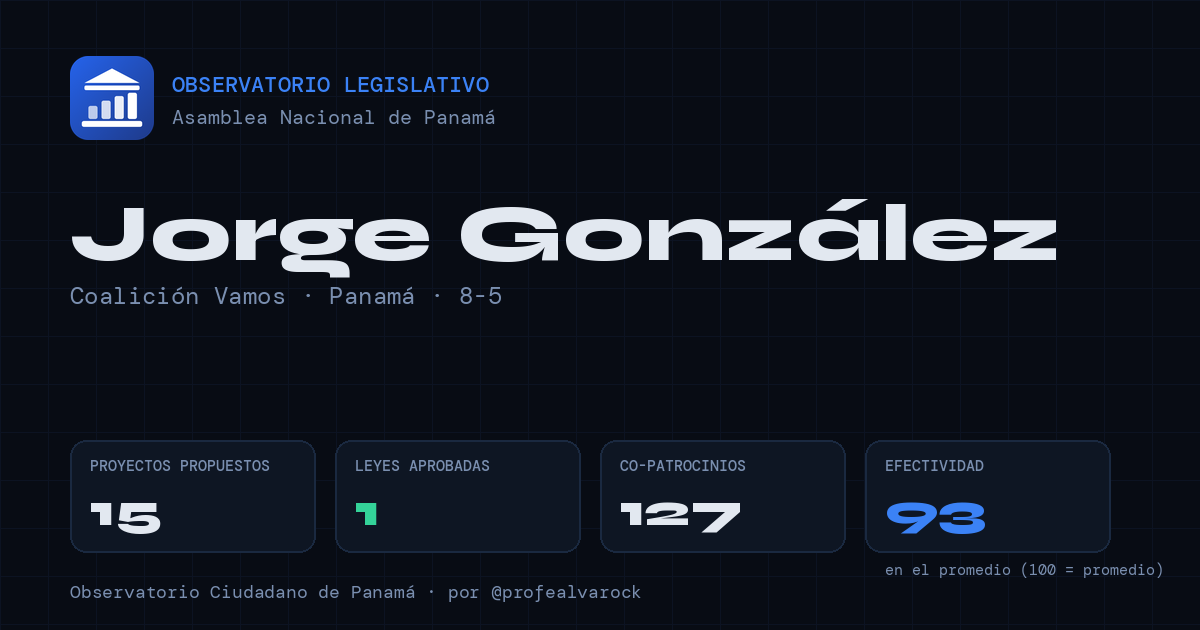 OBSERVATORIO LEGISLATIVO
Asamblea Nacional de Panamá
Jorge González
Coalición Vamos · Panamá · 8-5
PROYECTOS PROPUESTOS
15
LEYES APROBADAS
1
CO-PATROCINIOS
127
EFECTIVIDAD
93
en el promedio (100 = promedio)
Observatorio Ciudadano de Panamá · por @profealvarock